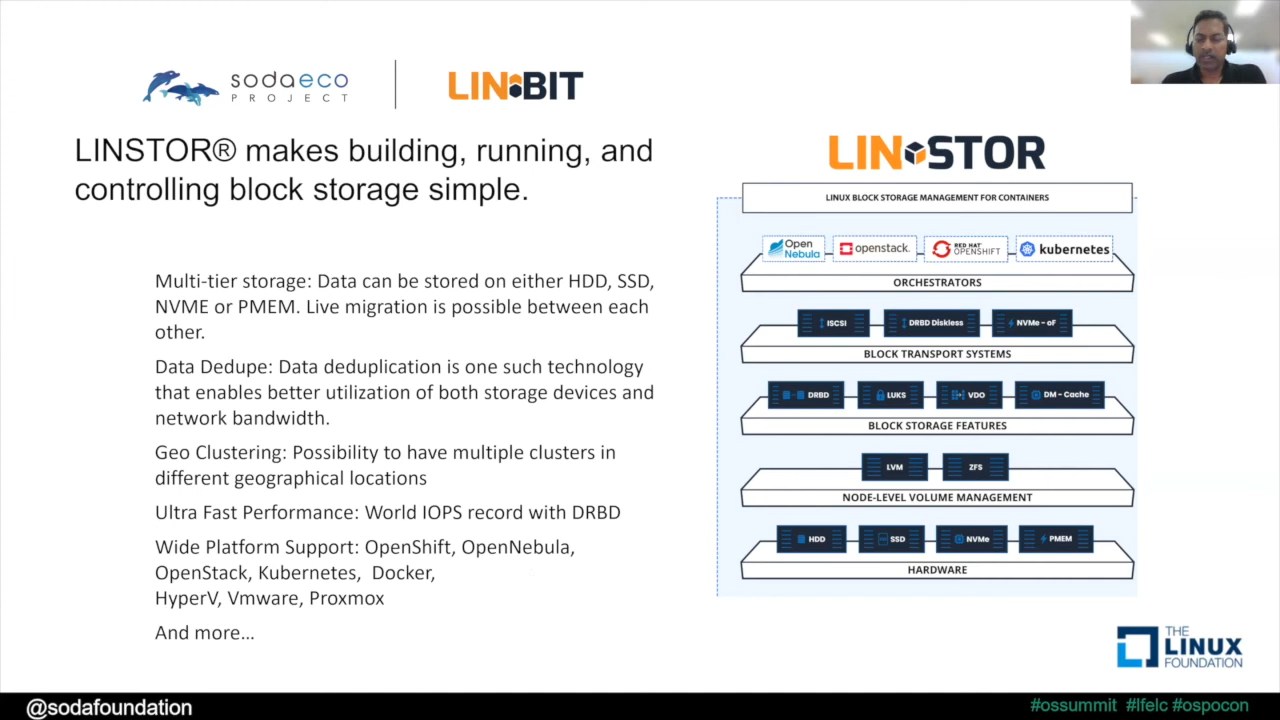 sodaeco
PROJECT
LINBIT
LINSTOR® makes building, running, and
controlling block storage simple.
Multi-tier storage: Data can be stored on either HDD, SSD,
NVME or PMEM. Live migration is possible between each
other.
Data Dedupe: Data deduplication is one such technology
that enables better utilization of both storage devices and
network bandwidth.
Geo Clustering: Possibility to have multiple clusters in
different geographical locations
Ultra Fast Performance: World IOPS record with DRBD
Wide Platform Support: OpenShift, OpenNebula,
OpenStack, Kubernetes, Docker,
HyperV, Vmware, Proxmox
And more…
LINSTOR
LINUX BLOCK STORAGE MANAGEMENT FOR CONTAINERS
Open
Nebula
openstack.
RED HAT
OPENSHIFT
kubernetes
ORCHESTRATORS
ISCSI
DRBD Diskless
NVMe - oF
BLOCK TRANSPORT SYSTEMS
DRBD
LUKS
VDO
DM - Cache
BLOCK STORAGE FEATURES
LVM
ZFS
NODE-LEVEL VOLUME MANAGEMENT
HDD
SSD
NVMe
PMEM
HARDWARE
THE
LINUX
FOUNDATION
@sodafoundation
#ossummit #lfelc #ospocon